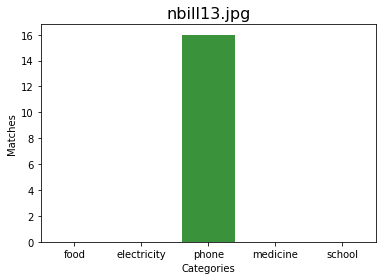 nbill13.jpg
16
14
12
10
8
6
4
2
0
Matches
food electricity phone medicine school
Categories